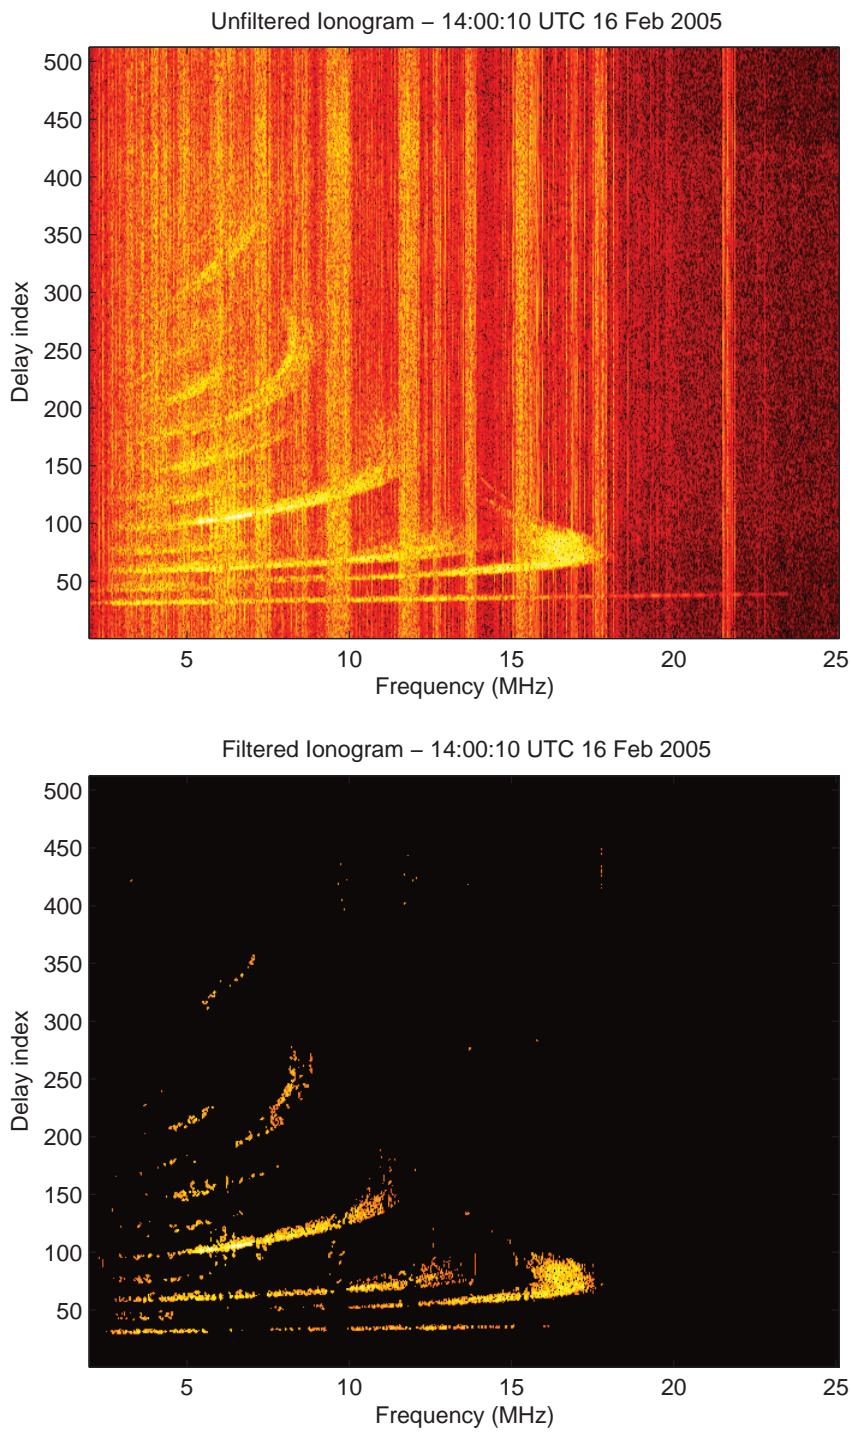 Unfiltered Ionogram – 14:00:10 UTC 16 Feb 2005
500
450
400
350
300
250
200
150
100
50
Delay index
5 10 15 20 25
Frequency (MHz)
Filtered Ionogram – 14:00:10 UTC 16 Feb 2005
500
450
400
350
300
250
200
150
100
50
Delay index
5 10 15 20 25
Frequency (MHz)